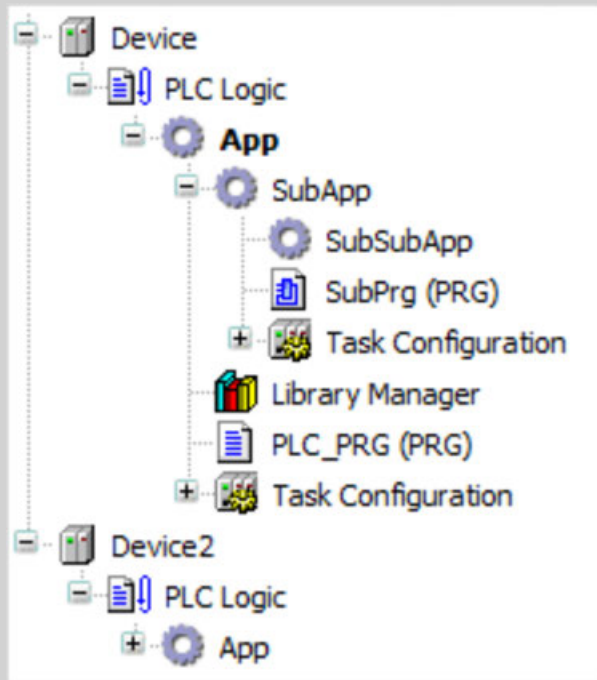 Device
PLC Logic
App
SubApp
SubSubApp
SubPrg (PRG)
Task Configuration
Library Manager
PLC_PRG (PRG)
Task Configuration
Device2
PLC Logic
App